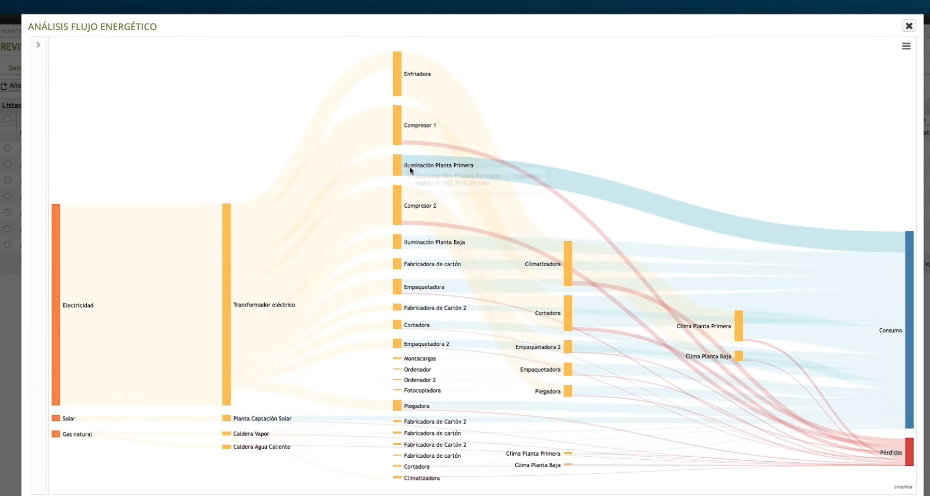 ANÁLISIS FLUJO ENERGÉTICO
Enfriadora
Compresor 1
Iluminación Planta Primera
Compresor 2
Iluminación Planta Baja
Fabricadora de cartón
Climatizadora
Empaquetadora
Electricidad
Transformador eléctrico
Fabricadora de Cartón 2
Cortadora
Cortadora
Clima Planta Primera
Consumo
Empaquetadora 2
Empaquetadora 2
Clima Planta Baja
Montacargas
Ordenador
Empaquetadora
Ordenador 2
Fotocopiadora
Plegadora
Plegadora
Solar
Planta Captación Solar
Fabricadora de Cartón 2
Gas natural
Caldera Vapor
Fabricadora de cartón
Caldera Agua Caliente
Fabricadora de Cartón 2
Fabricadora de cartón
Clima Planta Primera
Pérdidas
Cortadora
Clima Planta Baja
Climatizadora
smarkia